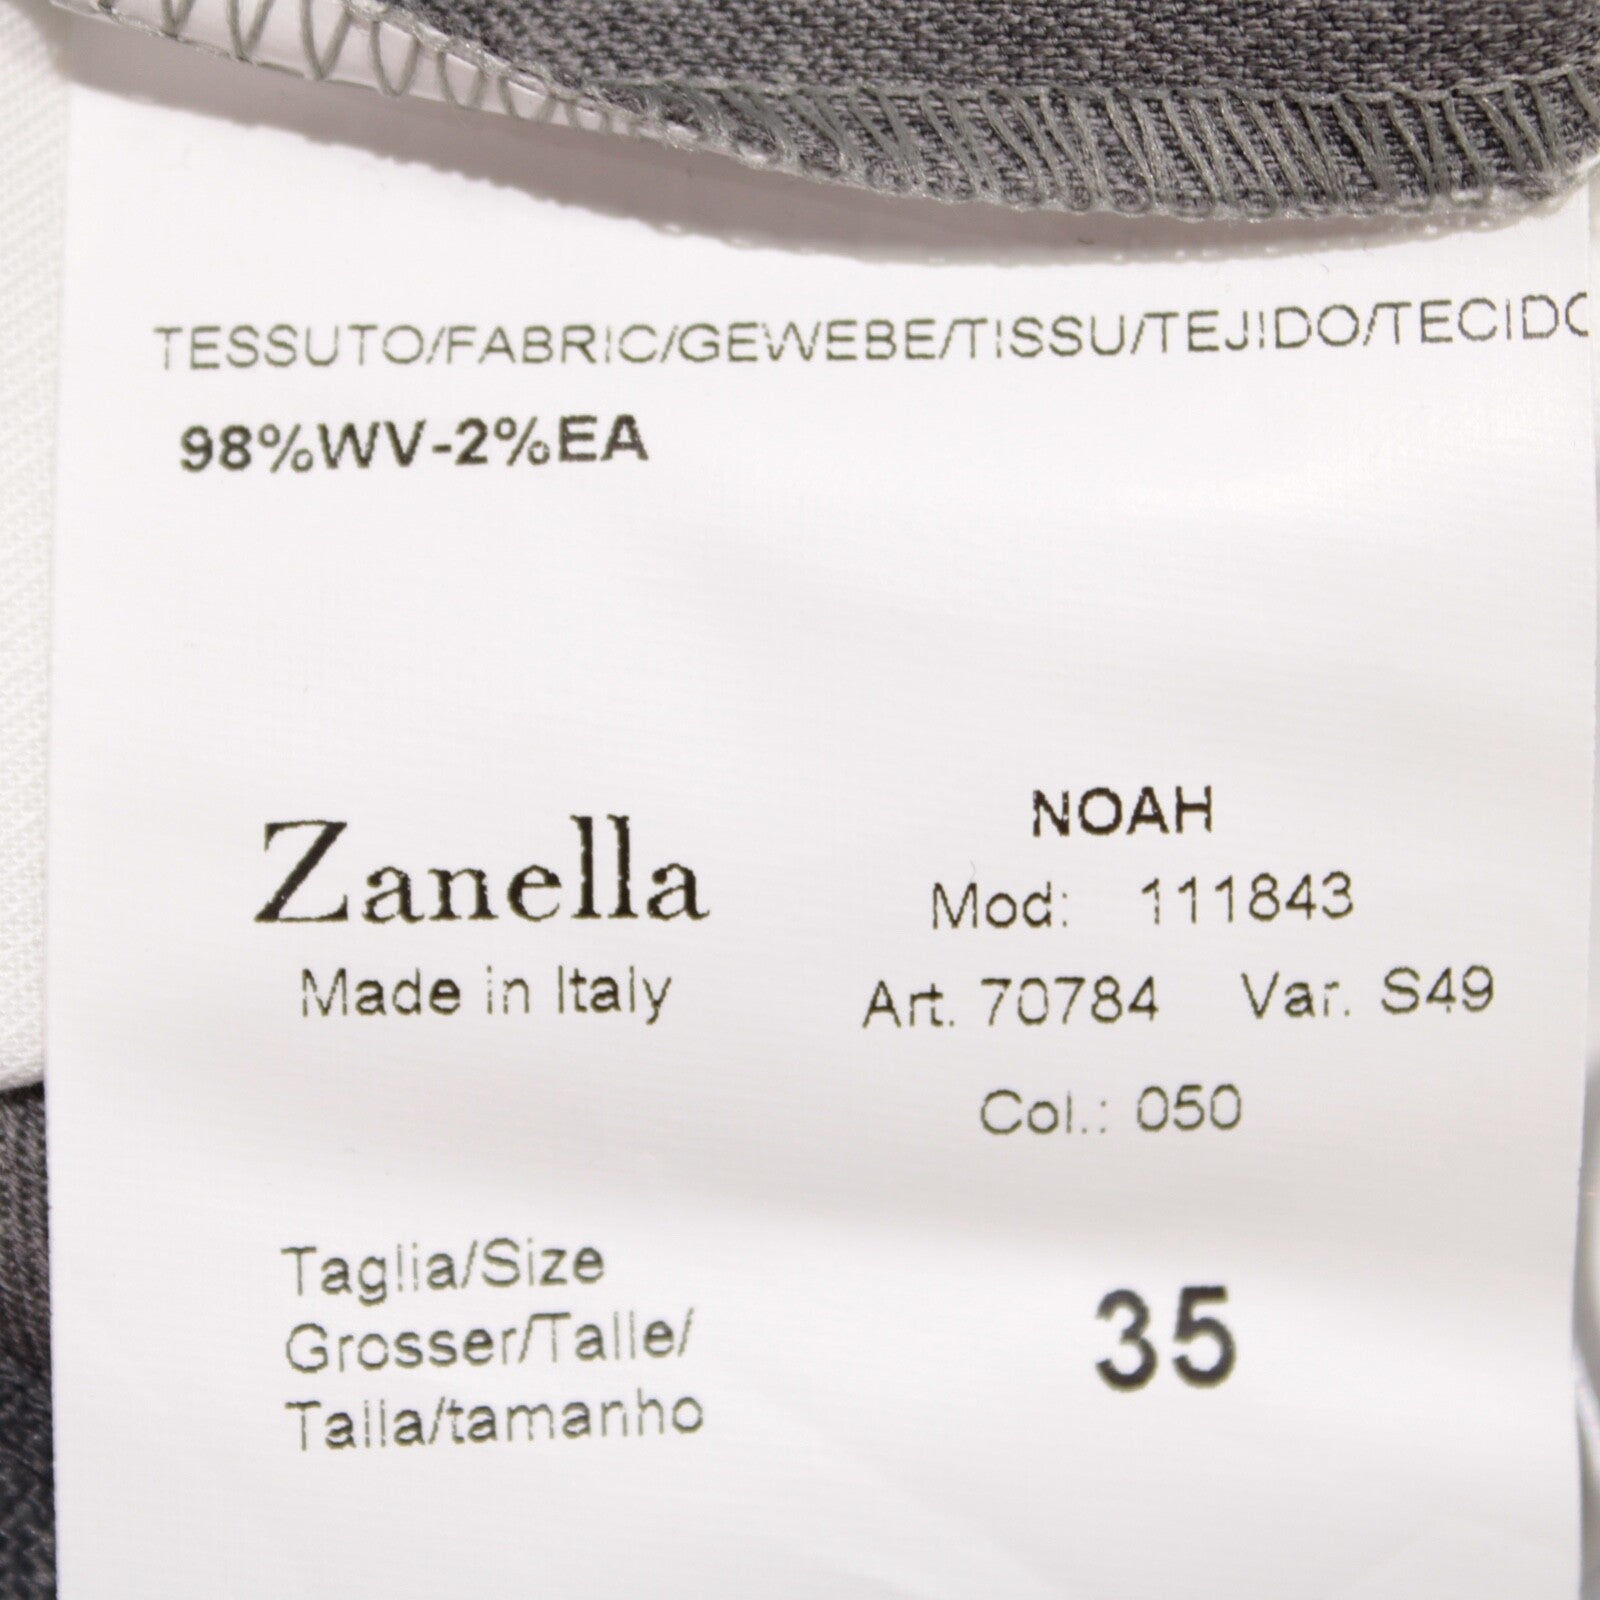 TESSUTO/FABRIC/GEWEBE/TISSU/TEJIDO/TECIDO
98%WV-2%EA
Zanella
Made in Italy
NOAH
Mod: 111843
Art. 70784 Var. S49
Col.: 050
Taglia/Size
Grosser/Talle/
Talla/tamanho
35